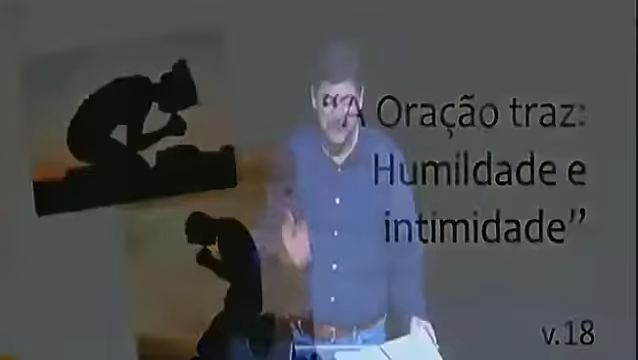 “A Oração traz:
Humildade e
intimidade”
v.18